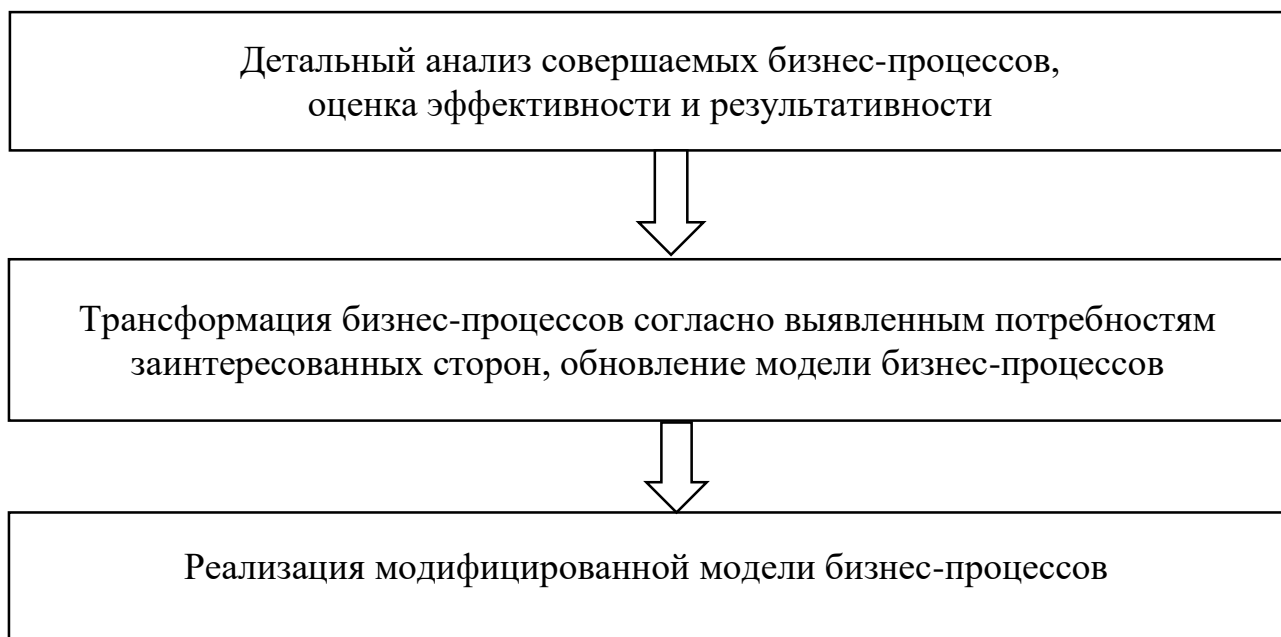 Детальный анализ совершаемых бизнес-процессов,
оценка эффективности и результативности
Трансформация бизнес-процессов согласно выявленным потребностям
заинтересованных сторон, обновление модели бизнес-процессов
Реализация модифицированной модели бизнес-процессов